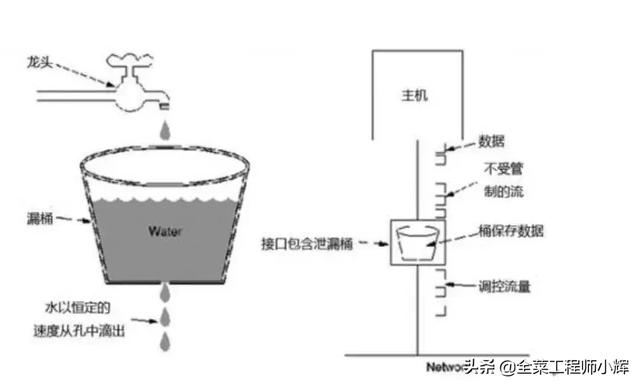 龙头
主机
数据
不受管
制的流
漏桶
Water
接口包含泄漏桶
桶保存数据
水以恒定的
速度从孔中滴出
调控流量
Network
头条 @全菜工程师小辉